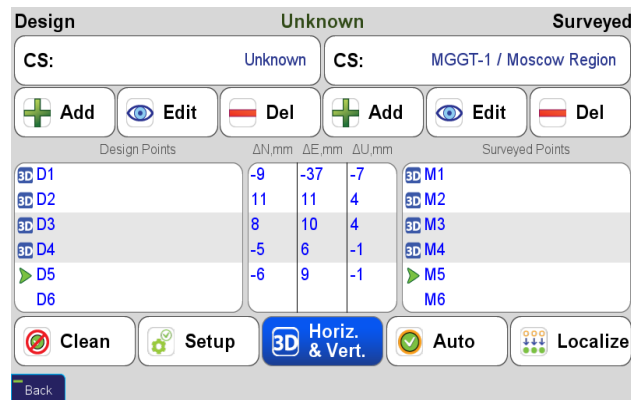 Design Unknown Surveyed
CS: Unknown CS: MGGT-1 / Moscow Region
Add Edit Del Add Edit Del
Design Points ΔN,mm ΔE,mm ΔU,mm Surveyed Points
3D D1 -9 -37 -7 3D M1
3D D2 11 11 4 3D M2
3D D3 8 10 4 3D M3
3D D4 -5 6 -1 3D M4
D5 -6 9 -1 M5
D6 M6
Clean Setup 3D Horiz. & Vert. Auto Localize
Back